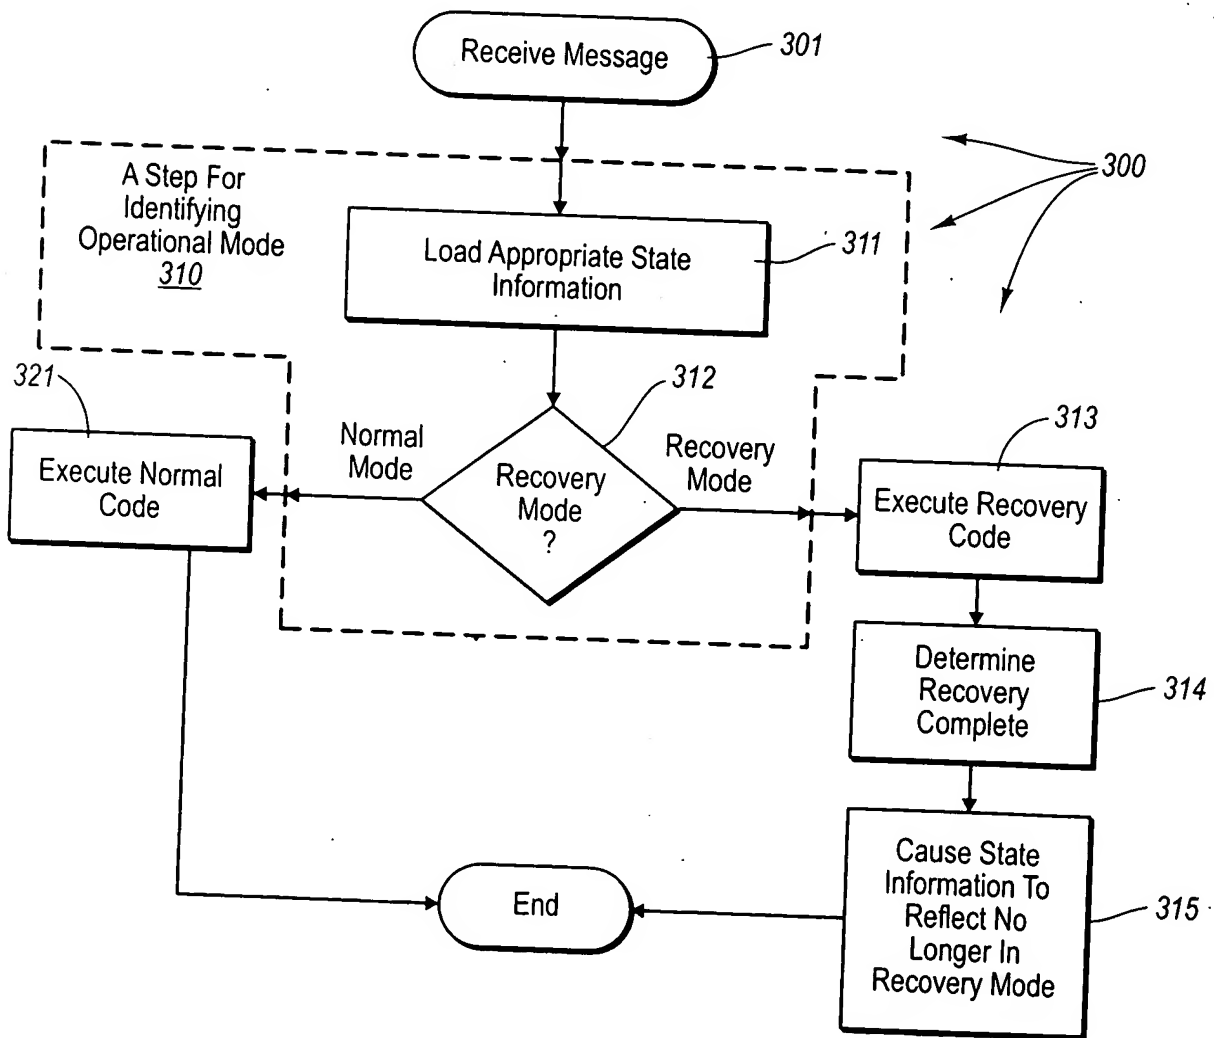 Receive Message
301
300
A Step For
Identifying
Operational Mode
310
Load Appropriate State
Information
311
321
312
313
Normal
Mode
Recovery
Mode
Execute Normal
Code
Recovery
Mode
?
Execute Recovery
Code
Determine
Recovery
Complete
314
Cause State
Information To
Reflect No
Longer In
Recovery Mode
315
End